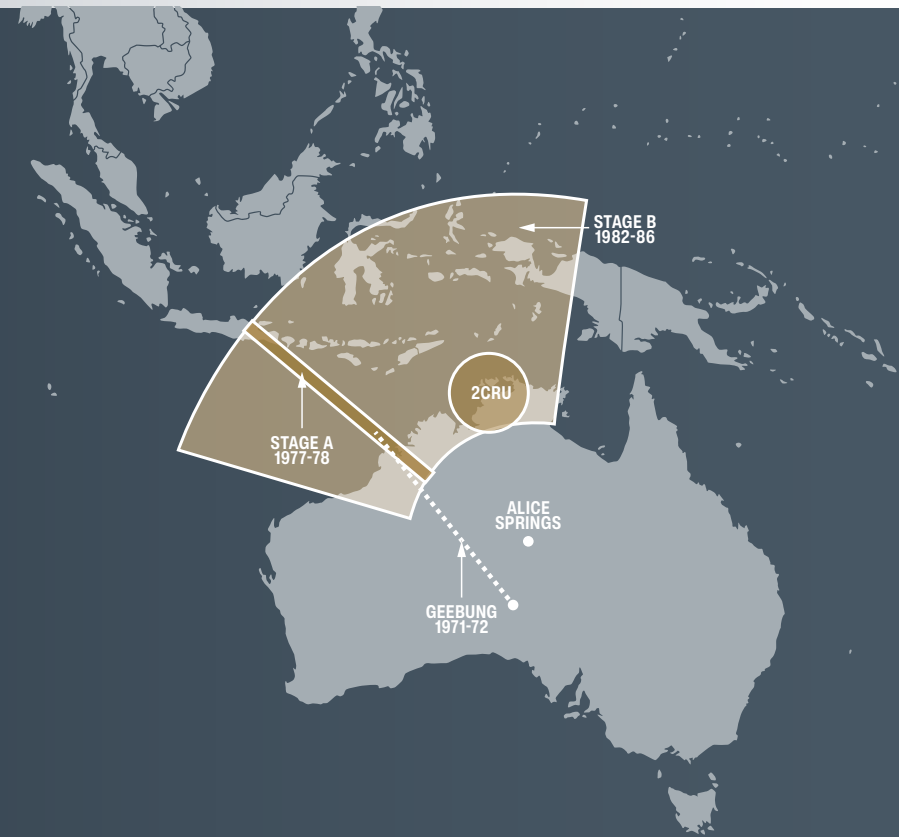 STAGE B
1982-86
2CRU
STAGE A
1977-78
ALICE
SPRINGS
GEEBUNG
1971-72